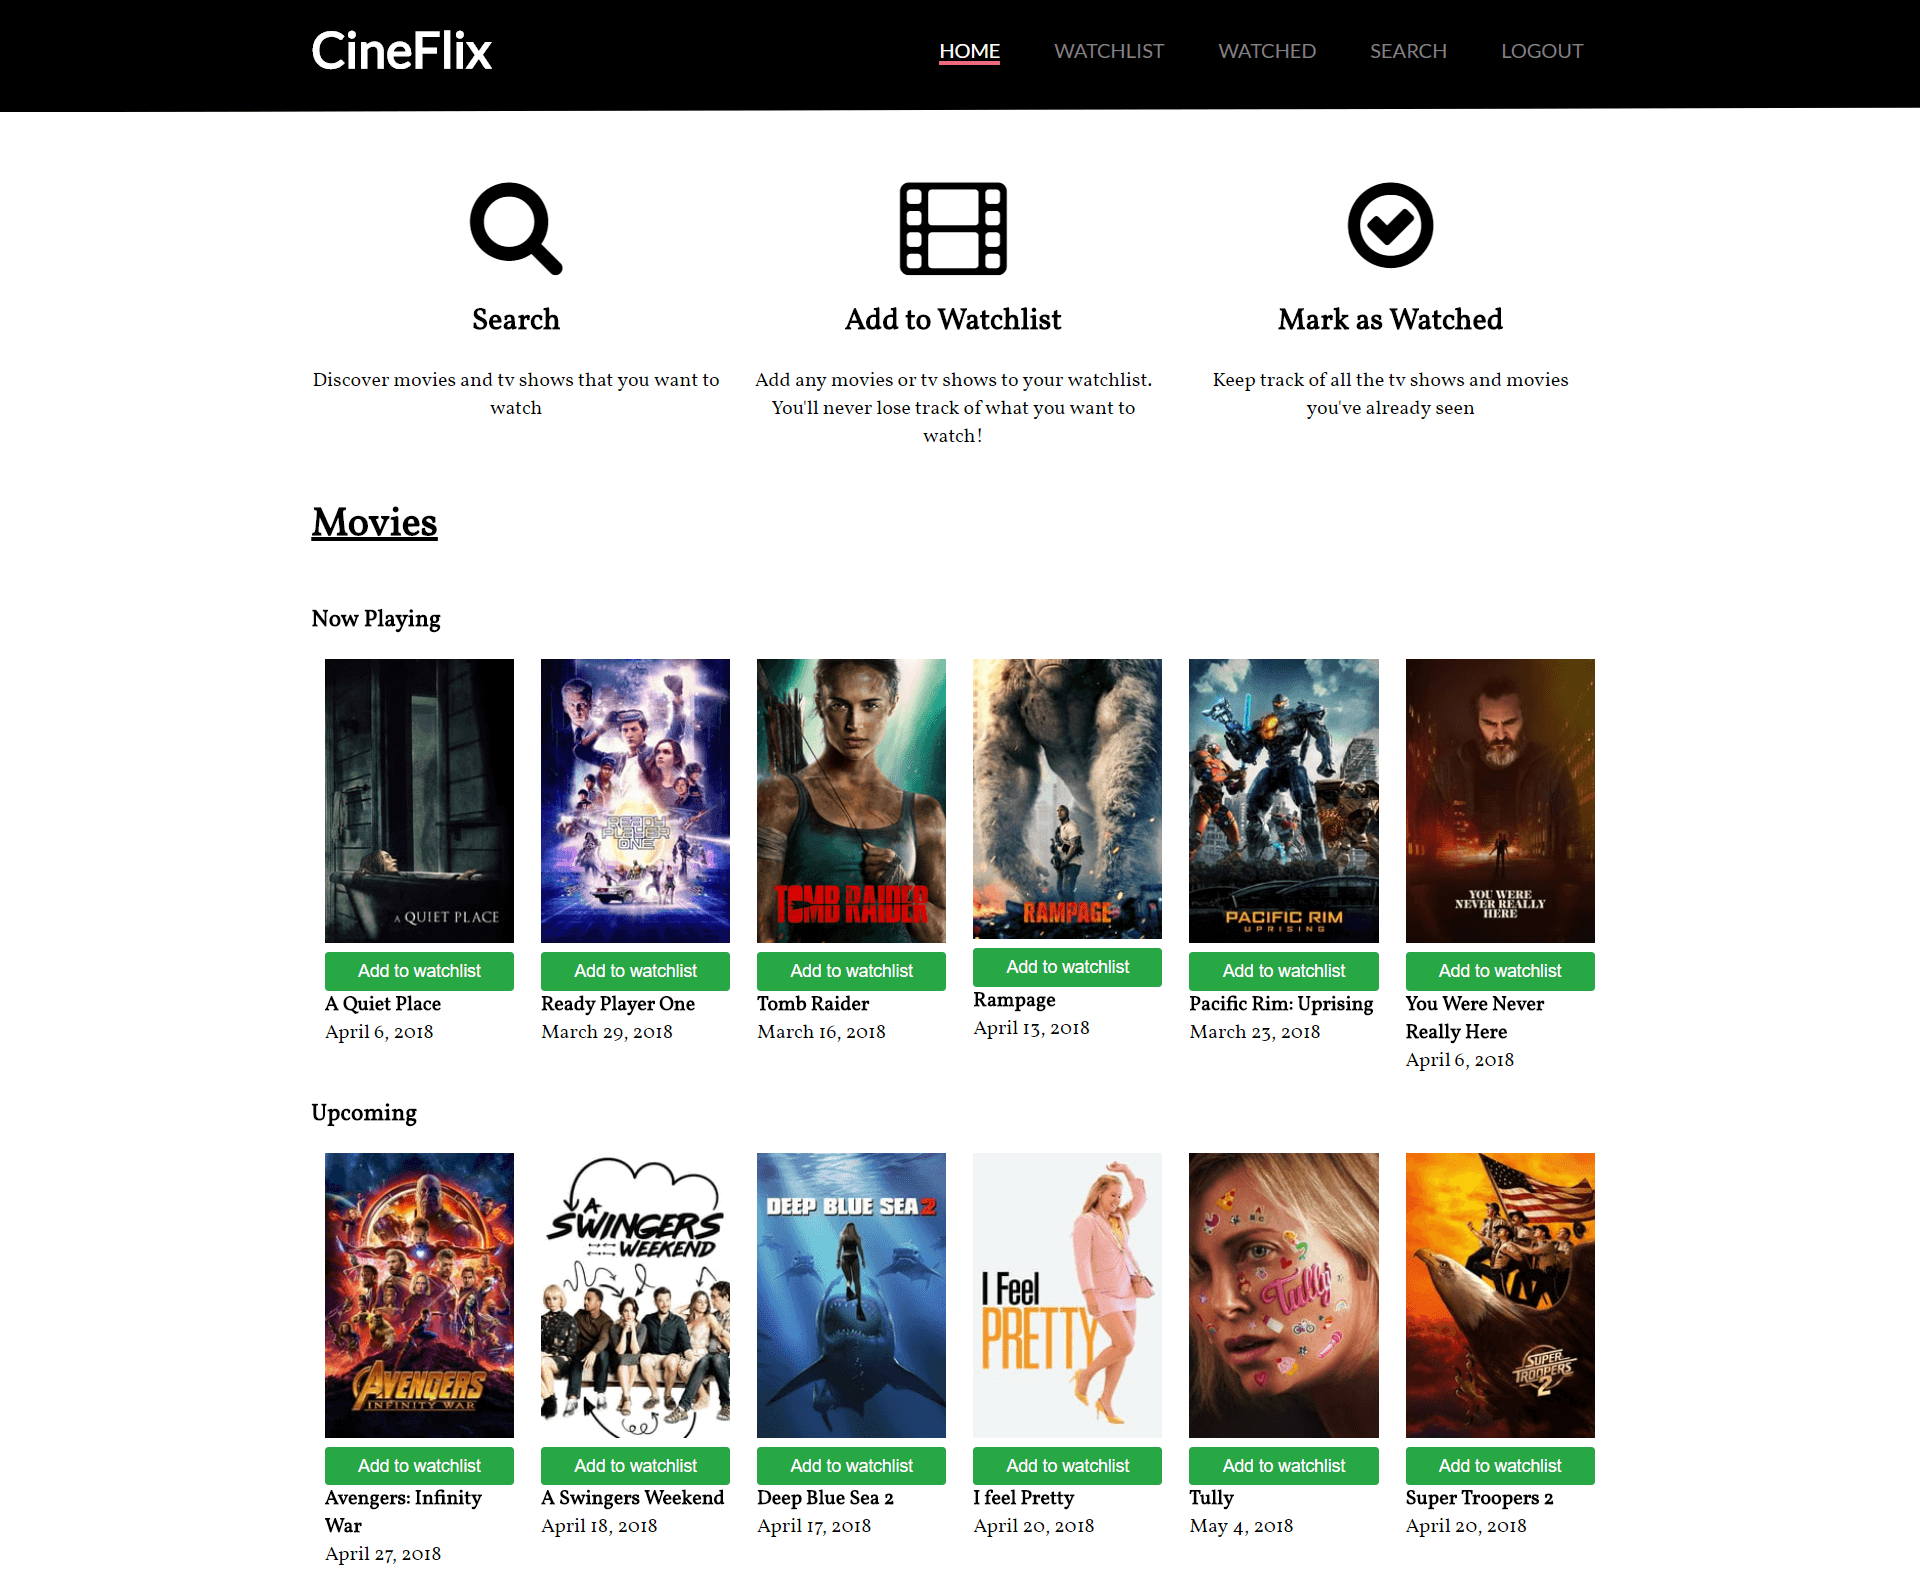 CineFlix
HOME WATCHLIST WATCHED SEARCH LOGOUT
Search
Discover movies and tv shows that you want to
watch
Add to Watchlist
Add any movies or tv shows to your watchlist.
You'll never lose track of what you want to
watch!
Mark as Watched
Keep track of all the tv shows and movies
you've already seen
Movies
Now Playing
A QUIET PLACE
Add to watchlist
A Quiet Place
April 6, 2018
READY
PLAYER
ONE
Add to watchlist
Ready Player One
March 29, 2018
TOMB RAIDER
Add to watchlist
Tomb Raider
March 16, 2018
RAMPAGE
Add to watchlist
Rampage
April 13, 2018
PACIFIC RIM
UPRISING
Add to watchlist
Pacific Rim: Uprising
March 23, 2018
YOU WERE
NEVER REALLY
HERE
Add to watchlist
You Were Never
Really Here
April 6, 2018
Upcoming
AVENGERS
INFINITY WAR
Add to watchlist
Avengers: Infinity
War
April 27, 2018
A
SWINGERS
WEEKEND
Add to watchlist
A Swingers Weekend
April 18, 2018
DEEP BLUE SEA 2
Add to watchlist
Deep Blue Sea 2
April 17, 2018
I Feel
PRETTY
Add to watchlist
I feel Pretty
April 20, 2018
Tully
Add to watchlist
Tully
May 4, 2018
SUPER
TROOPERS
2
Add to watchlist
Super Troopers 2
April 20, 2018